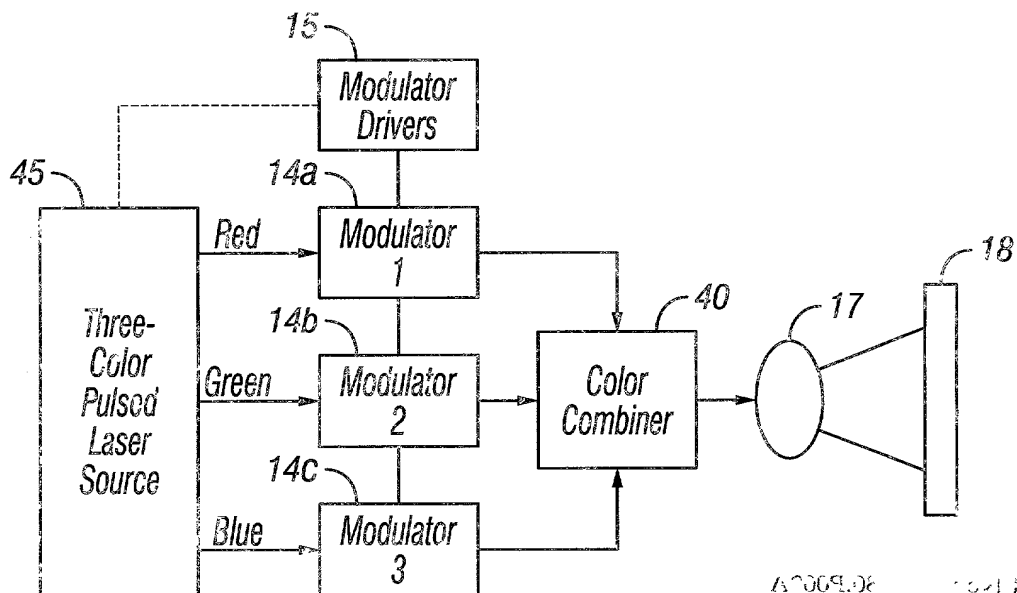 15
Modulator
Drivers
45
14a
Red
Modulator
1
18
Three-
Color
Pulsed
Laser
Source
14b
40
17
Green
Modulator
2
Color
Combiner
14c
Blue
Modulator
3